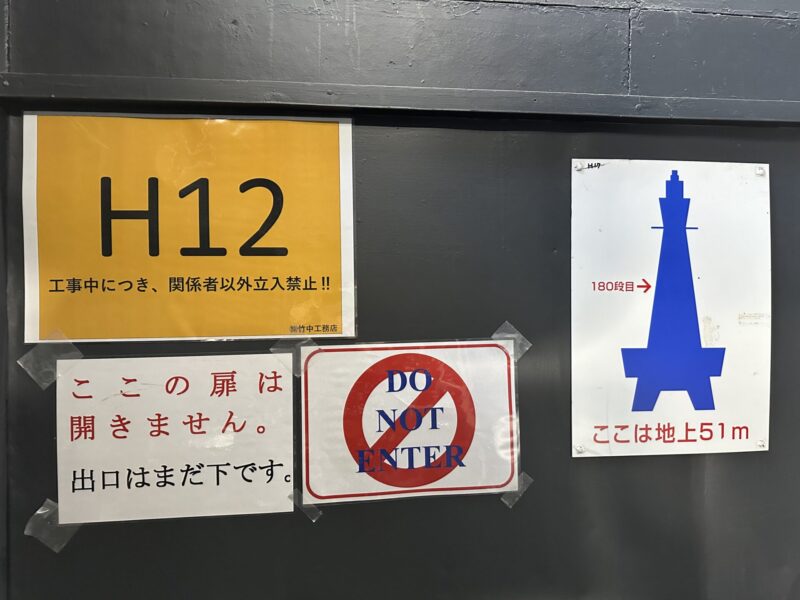 H12
工事中につき、関係者以外立入禁止!!
㈱竹中工務店
ここの扉は
開きません。
出口はまだ下です。
DO
NOT
ENTER
180段目→
ここは地上51m